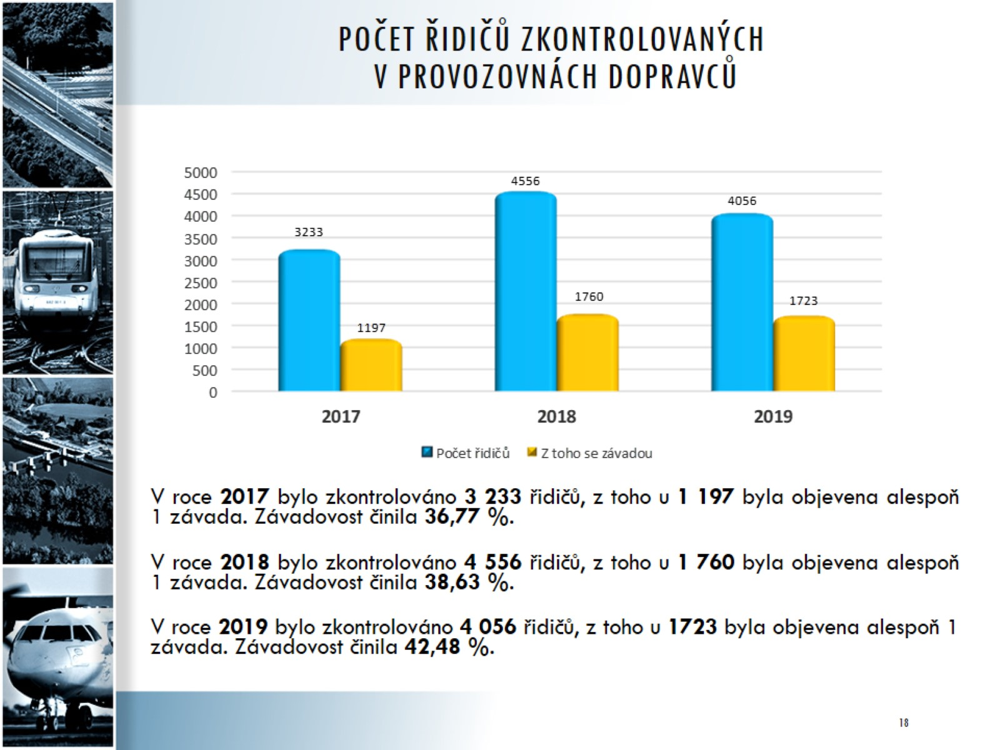 POČET ŘIDIČŮ ZKONTROLOVANÝCH
V PROVOZOVNÁCH DOPRAVCŮ
5000
4500
4000
3500
3000
2500
2000
1500
1000
500
0
3233
1197
4556
1760
4056
1723
2017
2018
2019
Počet řidičů
Z toho se závadou
V roce 2017 bylo zkontrolováno 3 233 řidičů, z toho u 1 197 byla objevena alespoň
1 závada. Závadovost činila 36,77 %.
V roce 2018 bylo zkontrolováno 4 556 řidičů, z toho u 1 760 byla objevena alespoň
1 závada. Závadovost činila 38,63 %.
V roce 2019 bylo zkontrolováno 4 056 řidičů, z toho u 1723 byla objevena alespoň 1
závada. Závadovost činila 42,48 %.
18